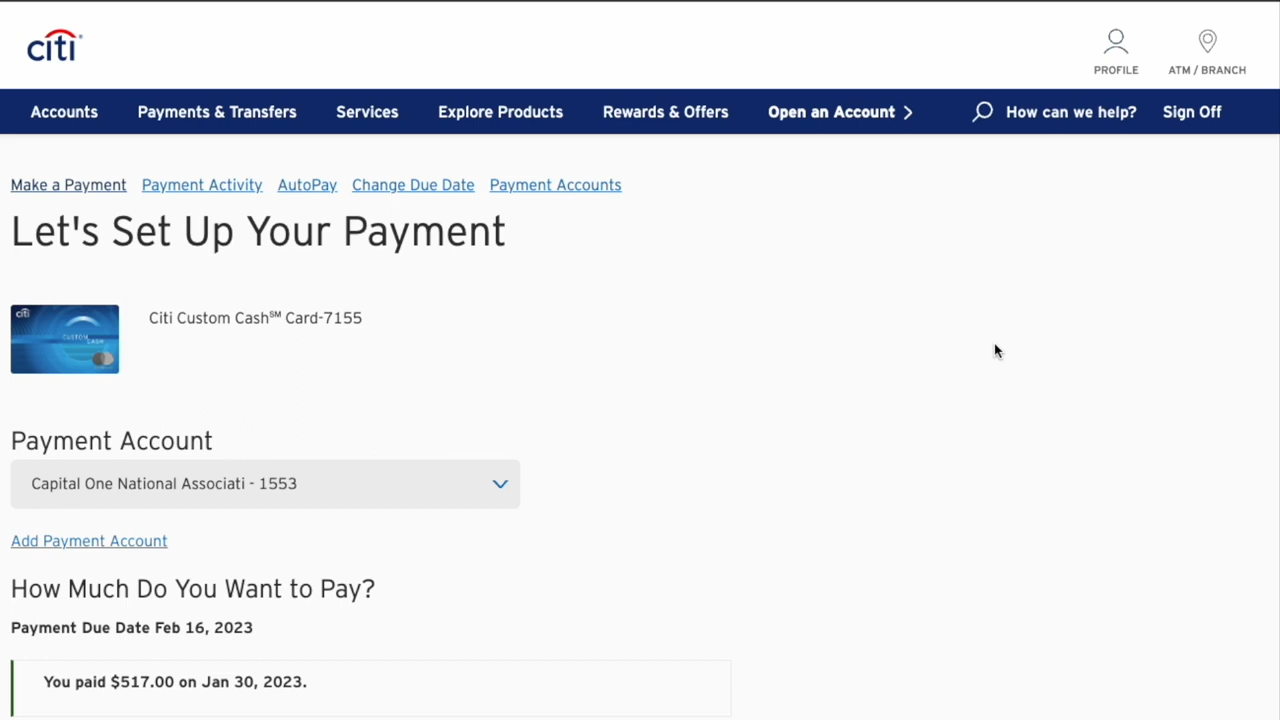 citi
PROFILE
ATM / BRANCH
Accounts
Payments & Transfers
Services
Explore Products
Rewards & Offers
Open an Account
How can we help?
Sign Off
Make a Payment
Payment Activity
AutoPay
Change Due Date
Payment Accounts
Let's Set Up Your Payment
citi
CUSTOM
CASH
Citi Custom Cash℠ Card-7155
Payment Account
Capital One National Associati - 1553
Add Payment Account
How Much Do You Want to Pay?
Payment Due Date Feb 16, 2023
You paid $517.00 on Jan 30, 2023.